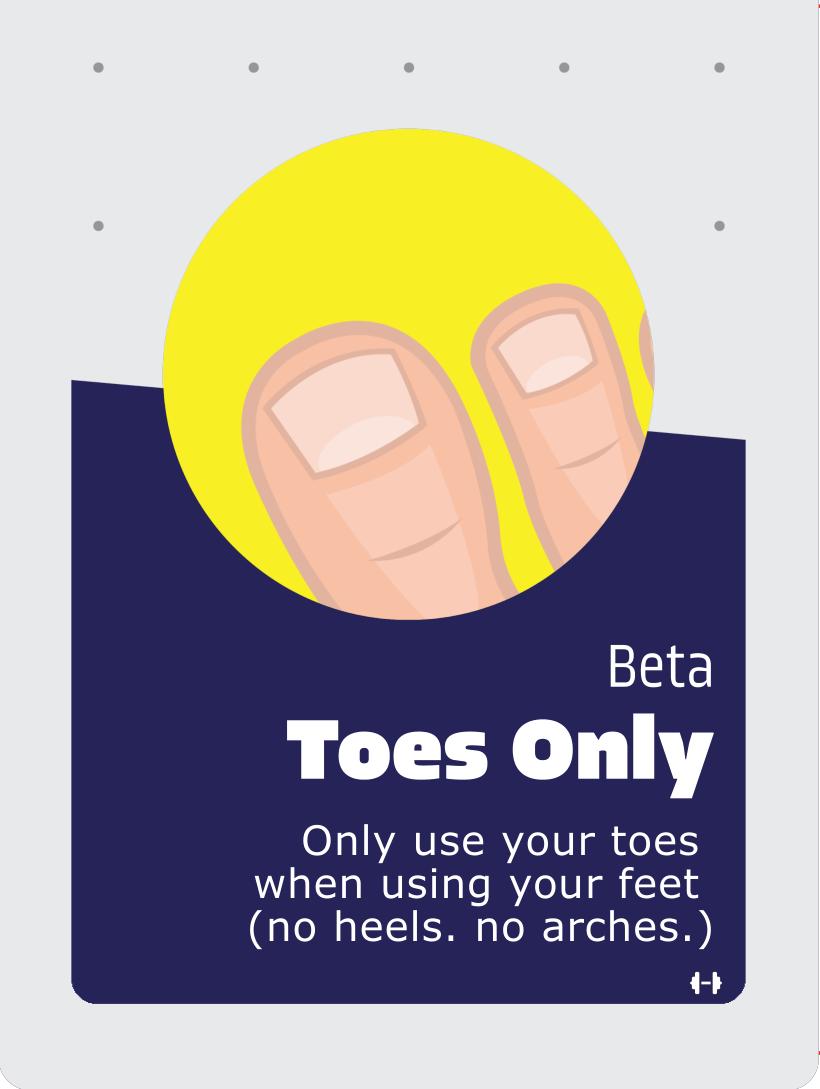 Beta
Toes Only
Only use your toes
when using your feet
(no heels. no arches.)